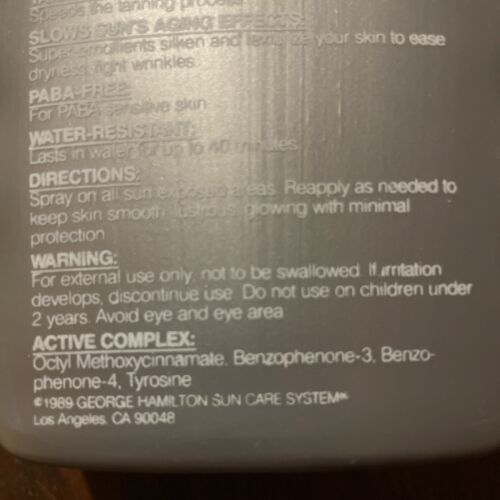 Speeds the tanning process
SLOWS SUN'S AGING EFFECTS:
Super-emollients silken and texturize your skin to ease
dryness, fight wrinkles.
PABA-FREE:
For PABA-sensitive skin
WATER-RESISTANT:
Lasts in water for up to 40 minutes
DIRECTIONS:
Spray on all sun exposed areas. Reapply as needed to
keep skin smooth, lustrous, glowing with minimal
protection
WARNING:
For external use only, not to be swallowed. If irritation
develops, discontinue use. Do not use on children under
2 years. Avoid eye and eye area
ACTIVE COMPLEX:
Octyl Methoxycinnamate, Benzophenone-3, Benzo-
phenone-4, Tyrosine
©1989 GEORGE HAMILTON SUN CARE SYSTEM
Los Angeles, CA 90048